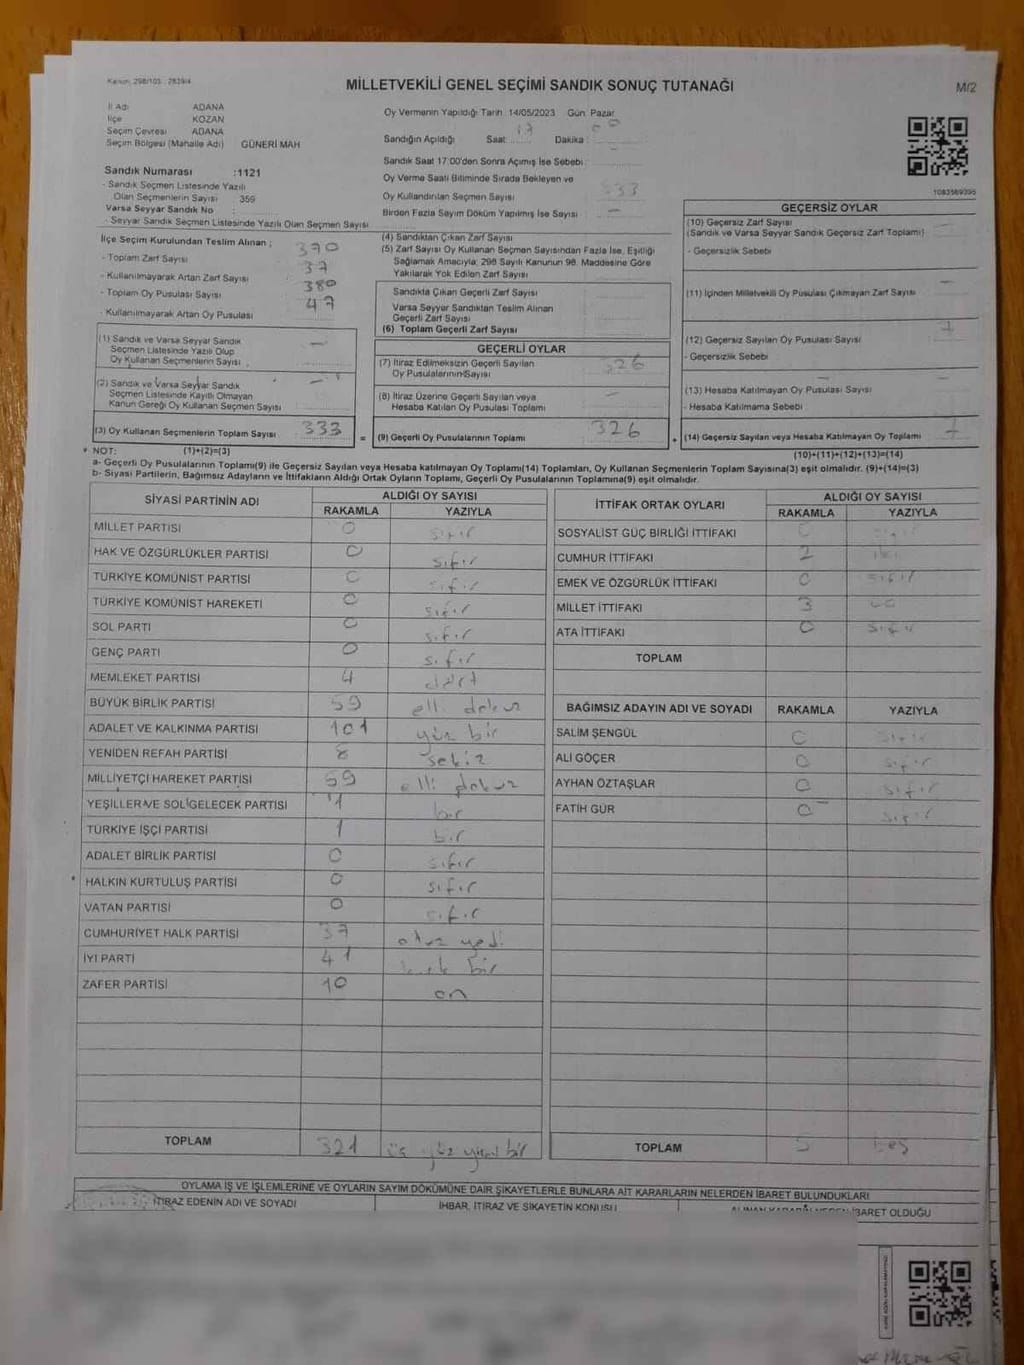 Kanun: 298/103 : 2839/4
MİLLETVEKİLİ GENEL SEÇİMİ SANDIK SONUÇ TUTANAĞI
M/2
İl Adı ADANA
İlçe KOZAN
Seçim Çevresi ADANA
Seçim Bölgesi (Mahalle Adı) GÜNERİ MAH
Oy Vermenin Yapıldığı Tarih 14/05/2023 Gün: Pazar
Sandığın Açıldığı Saat: 17 Dakika : 00
Sandık Saat 17:00'den Sonra Açımış İse Sebebi :
Oy Verme Saati Bitiminde Sırada Bekleyen ve
Oy Kullandırılan Seçmen Sayısı 333
Birden Fazla Sayım Döküm Yapılmış İse Sayısı –
1083569395
Sandık Numarası :1121
- Sandık Seçmen Listesinde Yazılı
Olan Seçmenlerin Sayısı 359
Varsa Seyyar Sandık No :
- Seyyar Sandık Seçmen Listesinde Yazılı Olan Seçmen Sayısı
İlçe Seçim Kurulundan Teslim Alınan ;
- Toplam Zarf Sayısı 370
- Kullanılmayarak Artan Zarf Sayısı 37
- Toplam Oy Pusulası Sayısı 380
- Kullanılmayarak Artan Oy Pusulası 47
(1) Sandık ve Varsa Seyyar Sandık
Seçmen Listesinde Yazılı Olup
Oy Kullanan Seçmenlerin Sayısı –
(2) Sandık ve Varsa Seyyar Sandık
Seçmen Listesinde Kayıtlı Olmayan
Kanun Gereği Oy Kullanan Seçmen Sayısı –
(3) Oy Kullanan Seçmenlerin Toplam Sayısı 333
(4) Sandıktan Çıkan Zarf Sayısı
(5) Zarf Sayısı Oy Kullanan Seçmen Sayısından Fazla İse, Eşitliği
Sağlamak Amacıyla; 298 Sayılı Kanunun 98. Maddesine Göre
Yakılarak Yok Edilen Zarf Sayısı
Sandıkta Çıkan Geçerli Zarf Sayısı
Varsa Seyyar Sandıktan Teslim Alınan
Geçerli Zarf Sayısı
(6) Toplam Geçerli Zarf Sayısı
GEÇERLİ OYLAR
(7) İtiraz Edilmeksizin Geçerli Sayılan
Oy Pusulalarının Sayısı 326
(8) İtiraz Üzerine Geçerli Sayılan veya
Hesaba Katılan Oy Pusulası Toplamı –
= (9) Geçerli Oy Pusulalarının Toplamı 326
GEÇERSİZ OYLAR
(10) Geçersiz Zarf Sayısı
(Sandık ve Varsa Seyyar Sandık Geçersiz Zarf Toplamı) –
- Geçersizlik Sebebi
(11) İçinden Milletvekili Oy Pusulası Çıkmayan Zarf Sayısı –
(12) Geçersiz Sayılan Oy Pusulası Sayısı 7
- Geçersizlik Sebebi
(13) Hesaba Katılmayan Oy Pusulası Sayısı –
- Hesaba Katılmama Sebebi
+ (14) Geçersiz Sayılan veya Hesaba Katılmayan Oy Toplamı 7
* NOT: (1)+(2)=(3) (10)+(11)+(12)+(13)=(14)
a- Geçerli Oy Pusulalarının Toplamı(9) ile Geçersiz Sayılan veya Hesaba katılmayan Oy Toplamı(14) Toplamları, Oy Kullanan Seçmenlerin Toplam Sayısına(3) eşit olmalıdır. (9)+(14)=(3)
b- Siyasi Partilerin, Bağımsız Adayların ve İttifakların Aldığı Ortak Oyların Toplamı, Geçerli Oy Pusulalarının Toplamına(9) eşit olmalıdır.
SİYASİ PARTİNİN ADI ALDIĞI OY SAYISI
RAKAMLA YAZIYLA
MİLLET PARTİSİ 0 sıfır
HAK VE ÖZGÜRLÜKLER PARTİSİ 0 sıfır
TÜRKİYE KOMÜNİST PARTİSİ 0 sıfır
TÜRKİYE KOMÜNİST HAREKETİ 0 sıfır
SOL PARTİ 0 sıfır
GENÇ PARTİ 0 sıfır
MEMLEKET PARTİSİ 4 dört
BÜYÜK BİRLİK PARTİSİ 59 elli dokuz
ADALET VE KALKINMA PARTİSİ 101 yüz bir
YENİDEN REFAH PARTİSİ 8 sekiz
MİLLİYETÇİ HAREKET PARTİSİ 59 elli dokuz
YEŞİLLER VE SOL GELECEK PARTİSİ 1 bir
TÜRKİYE İŞÇİ PARTİSİ 1 bir
ADALET BİRLİK PARTİSİ 0 sıfır
HALKIN KURTULUŞ PARTİSİ 0 sıfır
VATAN PARTİSİ 0 sıfır
CUMHURİYET HALK PARTİSİ 37 otuz yedi
İYİ PARTİ 41 kırk bir
ZAFER PARTİSİ 10 on
TOPLAM 321 üç yüz yirmi bir
İTTİFAK ORTAK OYLARI ALDIĞI OY SAYISI
RAKAMLA YAZIYLA
SOSYALİST GÜÇ BİRLİĞİ İTTİFAKI 0 sıfır
CUMHUR İTTİFAKI 2 iki
EMEK VE ÖZGÜRLÜK İTTİFAKI 0 sıfır
MİLLET İTTİFAKI 3 üç
ATA İTTİFAKI 0 sıfır
TOPLAM
BAĞIMSIZ ADAYIN ADI VE SOYADI RAKAMLA YAZIYLA
SALİM ŞENGÜL 0 sıfır
ALİ GÖÇER 0 sıfır
AYHAN ÖZTAŞLAR 0 sıfır
FATİH GÜR 0 sıfır
TOPLAM 5 beş
OYLAMA İŞ VE İŞLEMLERİNE VE OYLARIN SAYIM DÖKÜMÜNE DAİR ŞİKAYETLERLE BUNLARA AİT KARARLARIN NELERDEN İBARET BULUNDUKLARI
İTİRAZ EDENİN ADI VE SOYADI İHBAR, İTİRAZ VE ŞİKAYETİN KONUSU ALINAN KARARIN NEDEN İBARET OLDUĞU